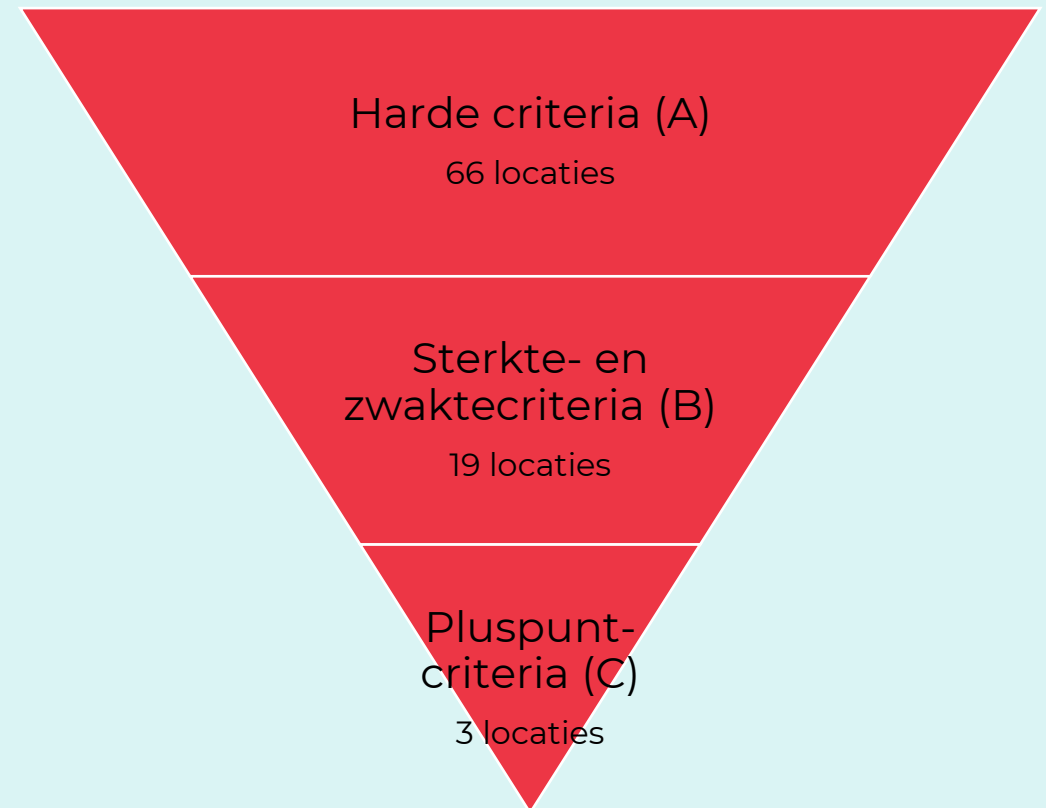 Harde criteria (A)
66 locaties
Sterkte- en
zwaktecriteria (B)
19 locaties
Pluspunt-
criteria (C)
3 locaties